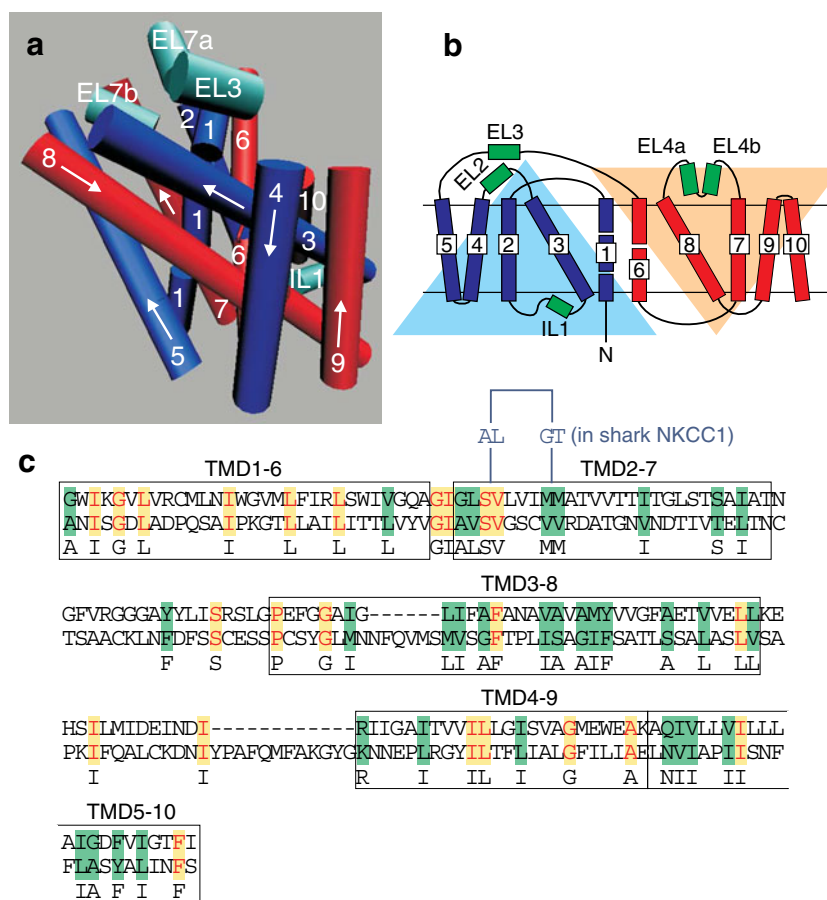 a
EL7a
EL7b
EL3
2
1
6
8
4
10
3
1
6
IL1
7
1
5
9
b
EL3
EL2
EL4a
EL4b
5
4
2
3
1
6
8
7
9
10
IL1
N
AL GT (in shark NKCC1)
c
TMD1-6 TMD2-7
GWIKGVLVRCMLNIWGVMLFIRLSWIVGQAGIGLSVLVIMMATVVTTITGLSTSAIATN
ANISGDLADPQSAIPKGTLLAILITTLVYVGIAVSVGSCVVRDATGNVNDTIVTELTNC
A I G L I L L L GIALSV MM I S I
TMD3-8
GFVRGGGAYYLISRSLGPEFGGAIG------LIFAFANAVAVAMYVVGFAETVVELLKE
TSAACKLNFDFSSCESSPCSYGLMNNFQVMSMVSGFTPLISAGIFSATLSSALASLVSA
F S P G I LI AF IA AIF A L LL
TMD4-9
HSILMIDEINDI------------RIIGAITVVILLGISVAGMEWEAKAQIVLLVILLL
PKIFQALCKDNIYPAFQMFAKGYGKNNEPLRGYILTFLIALGFILIAELNVIAPIISNF
I I R I IL I G A NII II
TMD5-10
AIGDFVIGTFI
FLASYALINFS
IA F I F